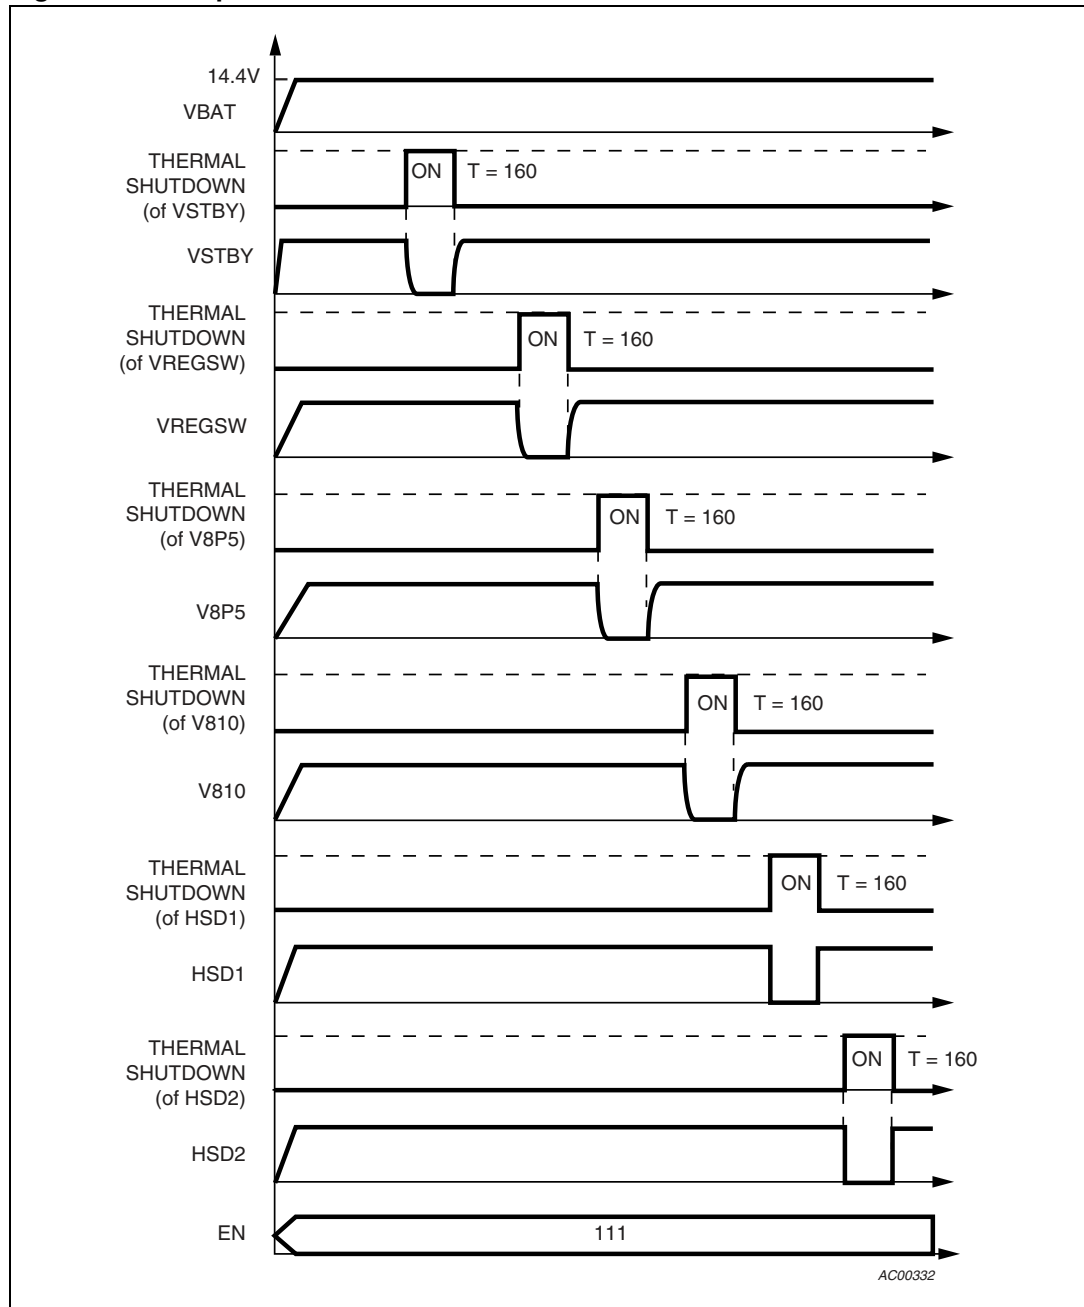 14.4V
VBAT
THERMAL
SHUTDOWN
(of VSTBY)
ON T = 160
VSTBY
THERMAL
SHUTDOWN
(of VREGSW)
ON T = 160
VREGSW
THERMAL
SHUTDOWN
(of V8P5)
ON T = 160
V8P5
THERMAL
SHUTDOWN
(of V810)
ON T = 160
V810
THERMAL
SHUTDOWN
(of HSD1)
ON T = 160
HSD1
THERMAL
SHUTDOWN
(of HSD2)
ON T = 160
HSD2
EN 111
AC00332